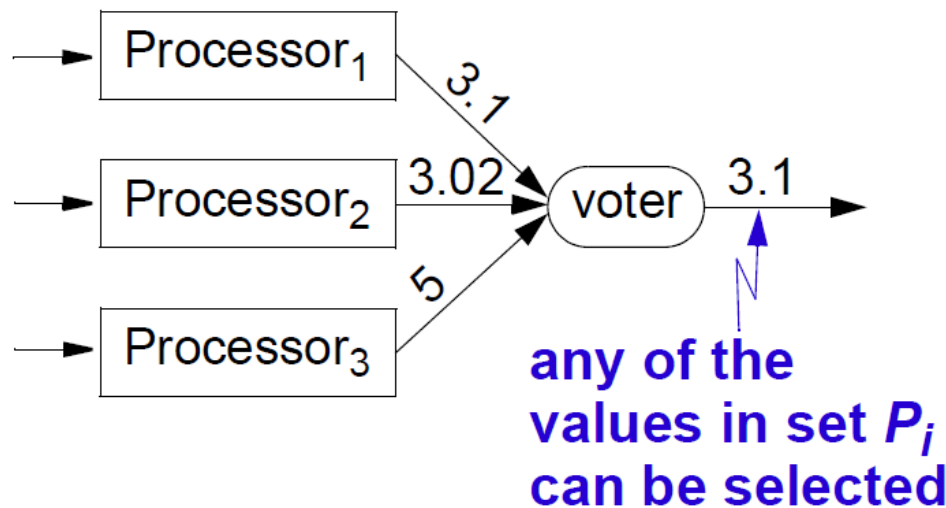 Processor₁
3.1
Processor₂
3.02
voter
3.1
5
Processor₃
any of the
values in set Pᵢ
can be selected